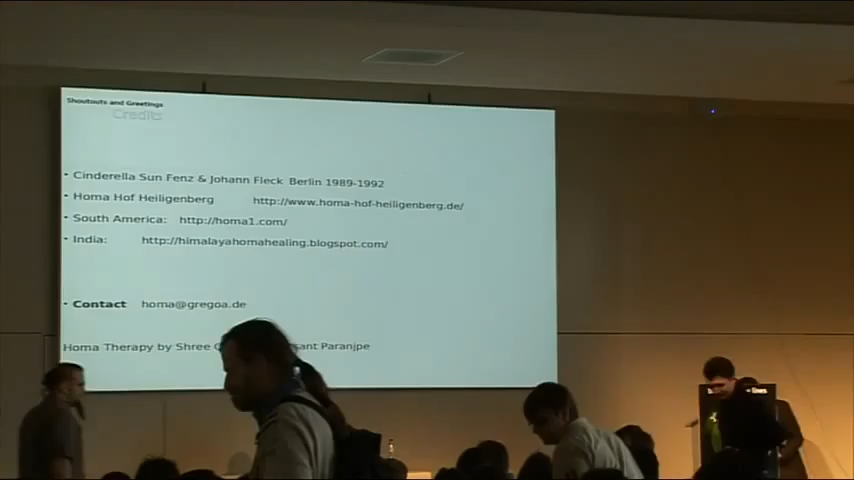 Shoutouts and Greetings
Credits
• Cinderella Sun Fenz & Johann Fleck Berlin 1989-1992
• Homa Hof Heiligenberg http://www.homa-hof-heiligenberg.de/
• South America: http://homa1.com/
• India: http://himalayahomahealing.blogspot.com/
• Contact homa@gregoa.de
Homa Therapy by Shree Paranjpe